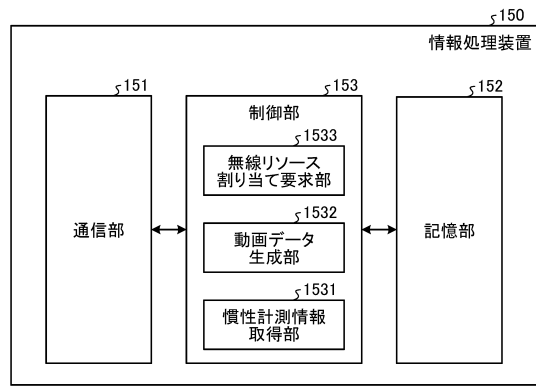 150
情報処理装置
151
153
152
制御部
1533
無線リソース
割り当て要求部
通信部
1532
動画データ
生成部
記憶部
1531
慣性計測情報
取得部